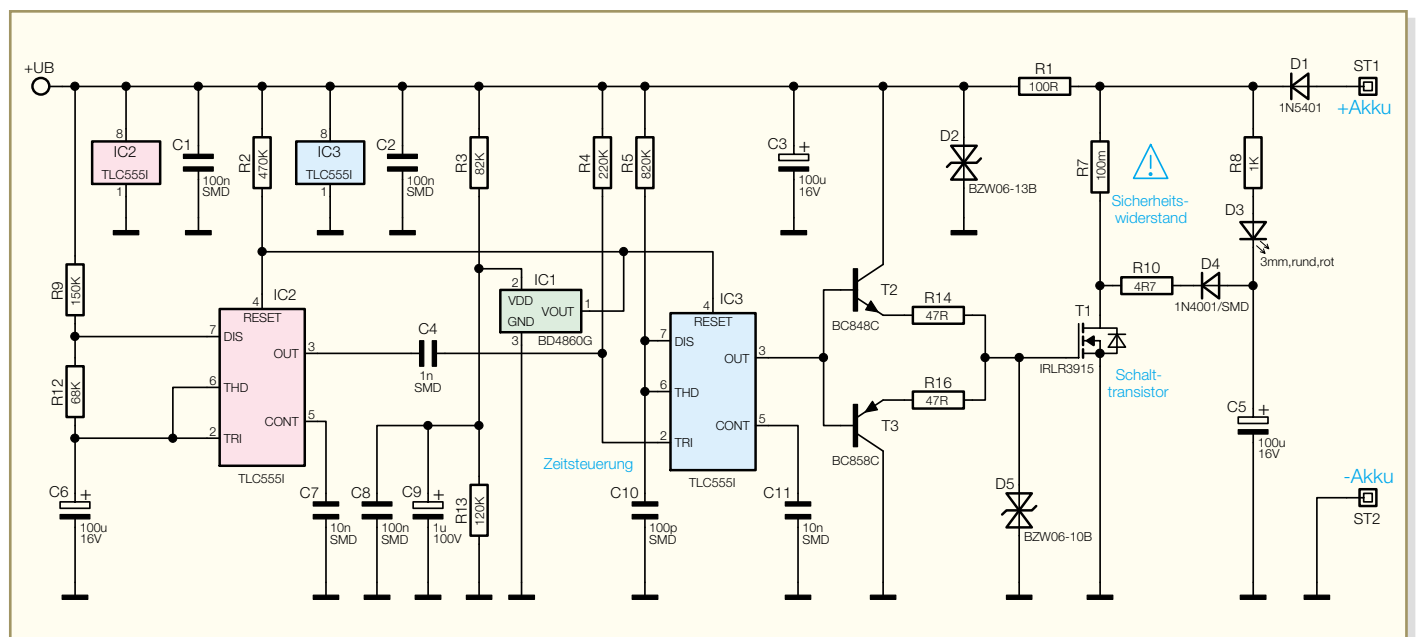 +UB
R1
100R
D1
1N5401
ST1
+Akku
8
IC2
TLC555I
1
C1
100n
SMD
R2
470K
8
IC3
TLC555I
1
C2
100n
SMD
R3
82K
R4
220K
R5
820K
C3
+
100u
16V
D2
BZW06-13B
R7
100m
Sicherheits-
widerstand
R8
1K
D3
3mm,rund,rot
R9
150K
R12
68K
C6
+
100u
16V
IC2
4
RESET
7
DIS
OUT
3
6
THD
CONT
5
2
TRI
TLC555I
C4
1n
SMD
2
IC1
VDD
VOUT
1
GND
3
BD4860G
IC3
4
RESET
7
DIS
OUT
3
6
THD
CONT
5
2
TRI
TLC555I
Zeitsteuerung
T2
BC848C
R14
47R
R16
47R
T3
BC858C
R10
4R7
D4
1N4001/SMD
T1
IRLR3915
Schalt-
transistor
C5
+
100u
16V
C7
10n
SMD
C8
100n
SMD
C9
+
1u
100V
R13
120K
C10
100p
SMD
C11
10n
SMD
D5
BZW06-10B
-Akku
ST2